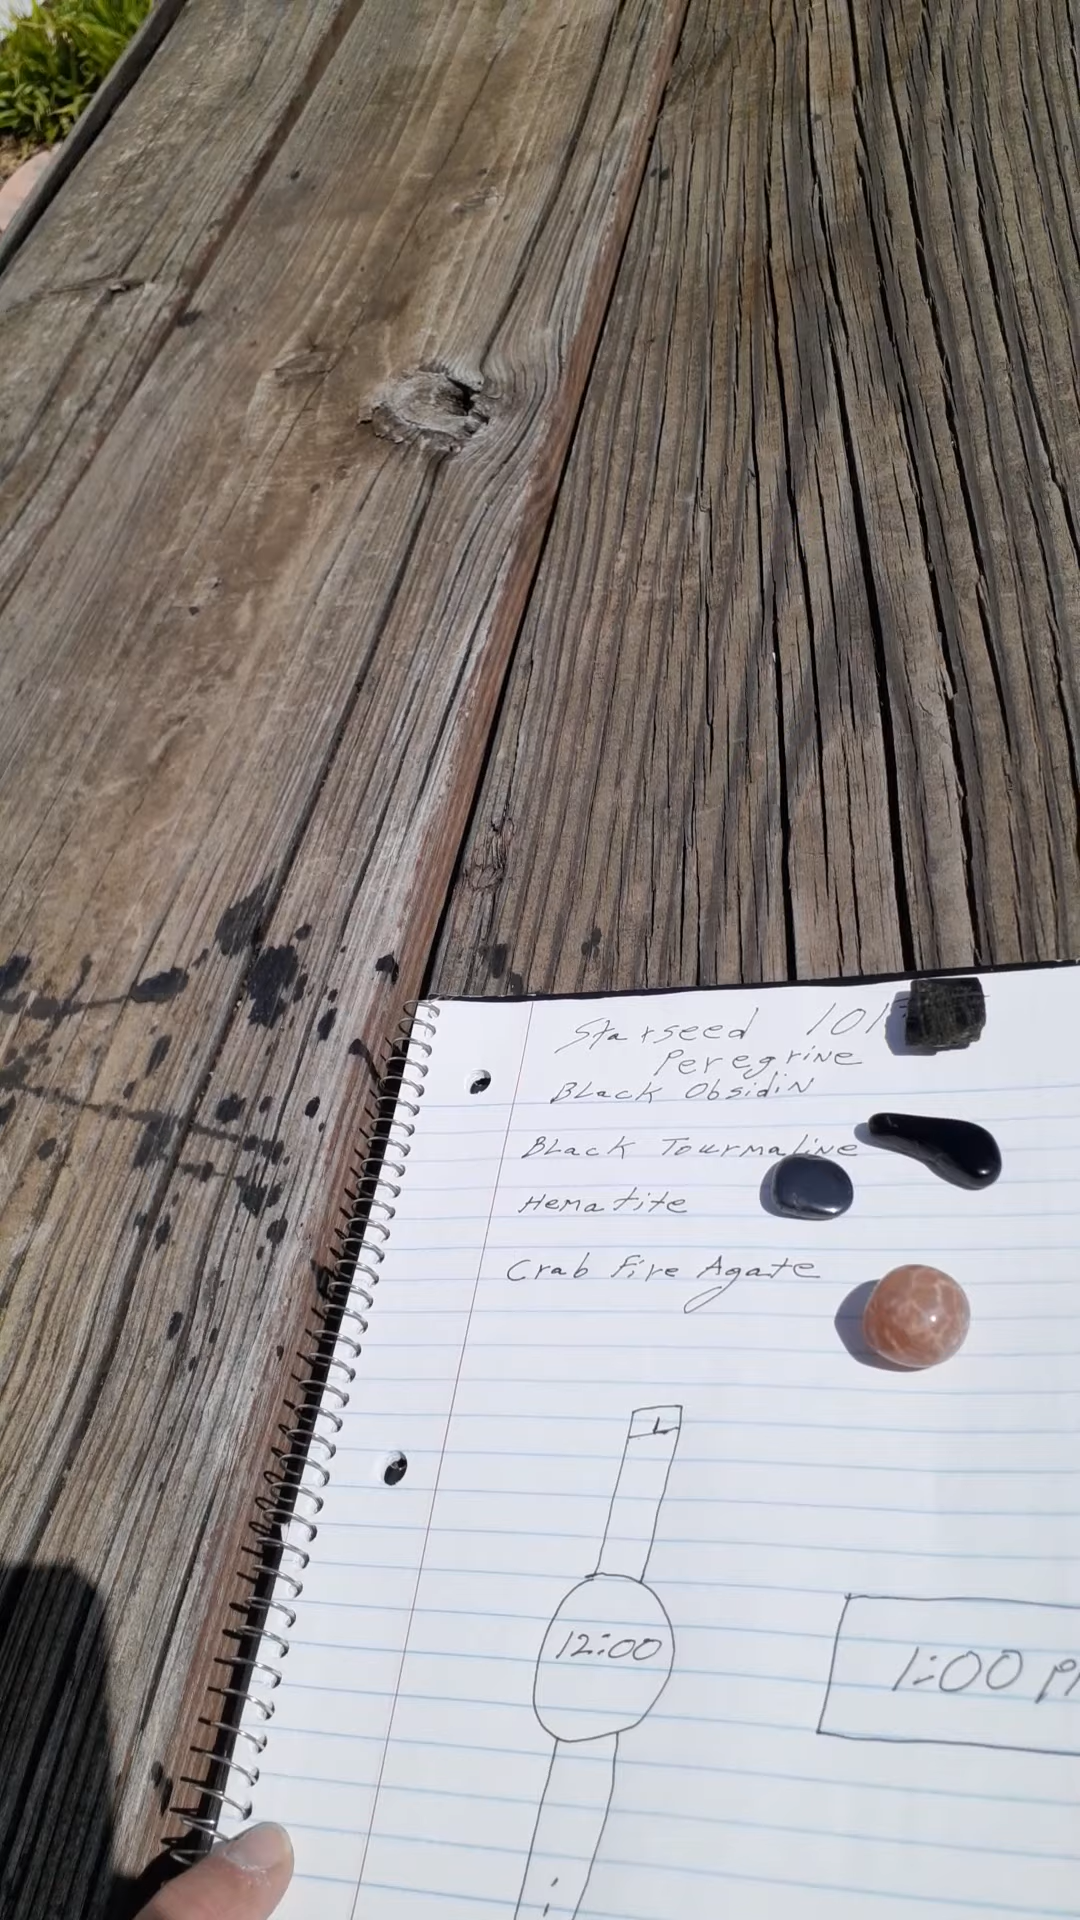 Starseed 101
Peregrine
Black Obsidin
Black Tourmaline
Hematite
Crab Fire Agate
12:00
1:00